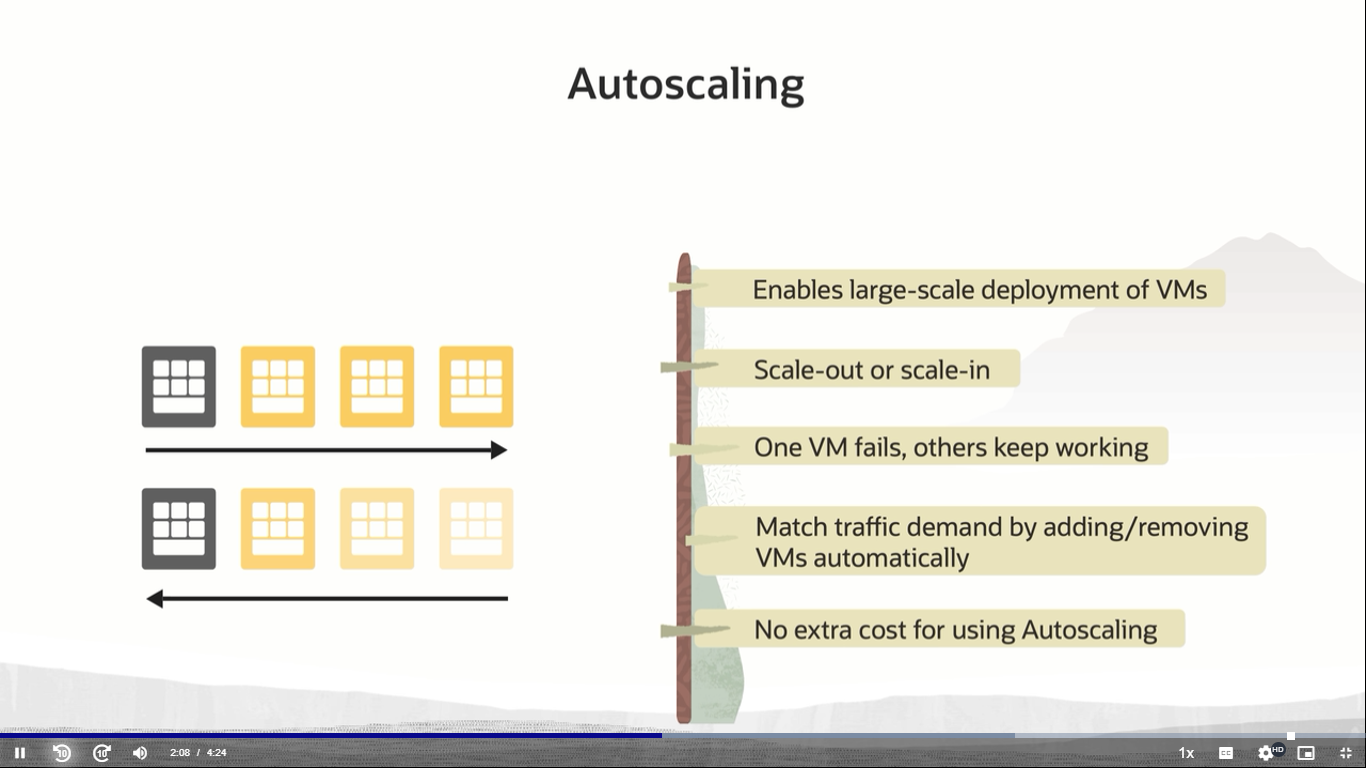 Autoscaling
Enables large-scale deployment of VMs
Scale-out or scale-in
One VM fails, others keep working
Match traffic demand by adding/removing
VMs automatically
No extra cost for using Autoscaling
10
10
2:08 / 4:24
1x
CC
HD